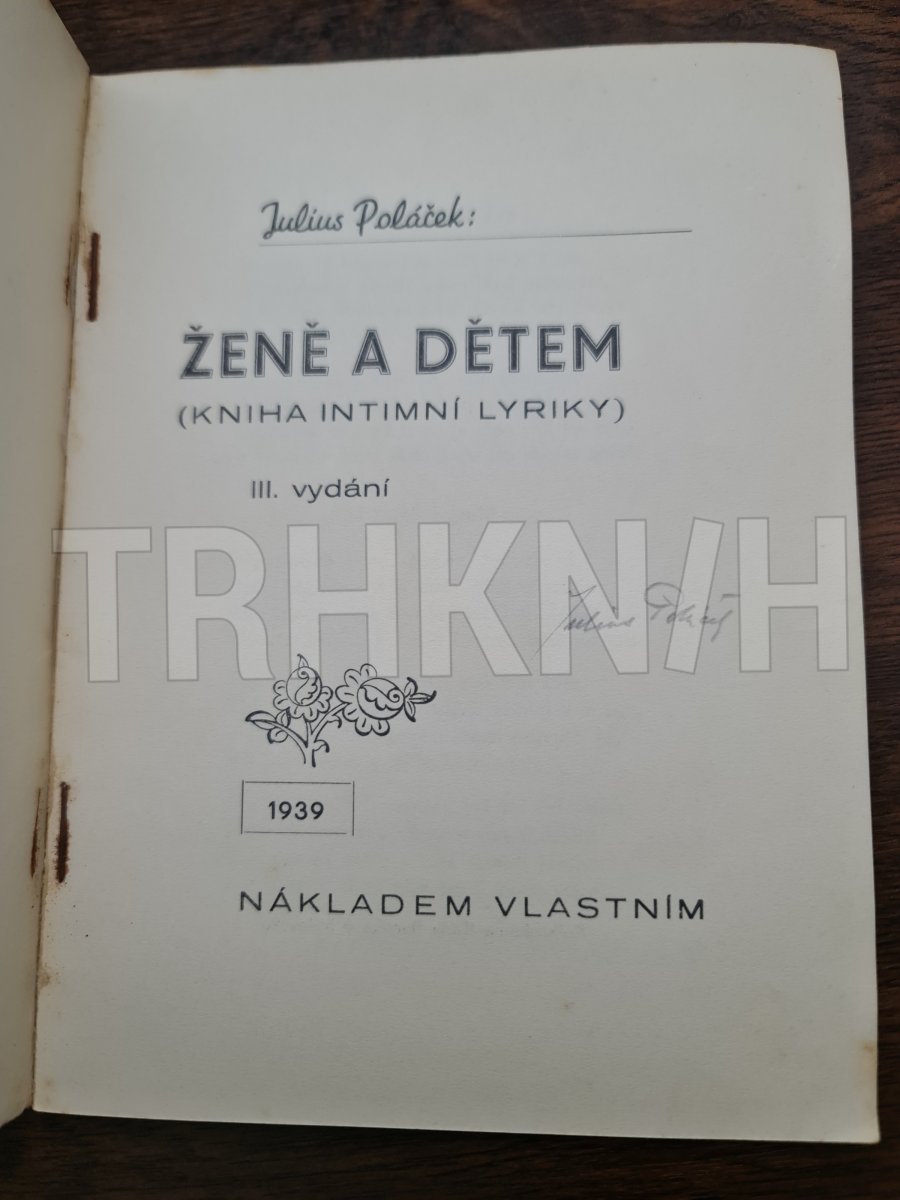 Julius Poláček:
ŽENĚ A DĚTEM
(KNIHA INTIMNÍ LYRIKY)
III. vydání
TRHKNIH
Julius Poláček
1939
NÁKLADEM VLASTNÍM